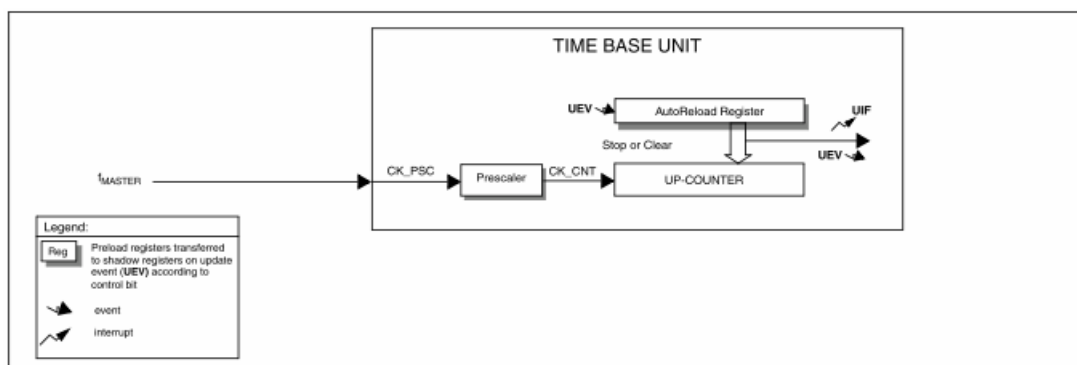 TIME BASE UNIT
UEV
AutoReload Register
UIF
Stop or Clear
UEV
fMASTER
CK_PSC
Prescaler
CK_CNT
UP-COUNTER
Legend:
Reg
Preload registers transferred
to shadow registers on update
event (UEV) according to
control bit
event
interrupt